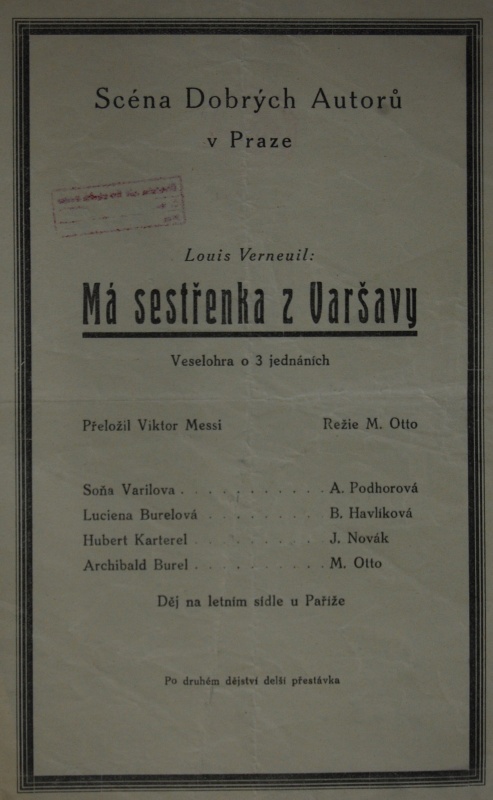 Scéna Dobrých Autorů
v Praze
Louis Verneuil:
Má sestřenka z Varšavy
Veselohra o 3 jednáních
Přeložil Viktor Messi Režie M. Otto
Soňa Varilova . . . . . . . . . . . A. Podhorová
Luciena Burelová . . . . . . . . . B. Havlíková
Hubert Karterel . . . . . . . . . . J. Novák
Archibald Burel . . . . . . . . . . M. Otto
Děj na letním sídle u Paříže
Po druhém dějství delší přestávka